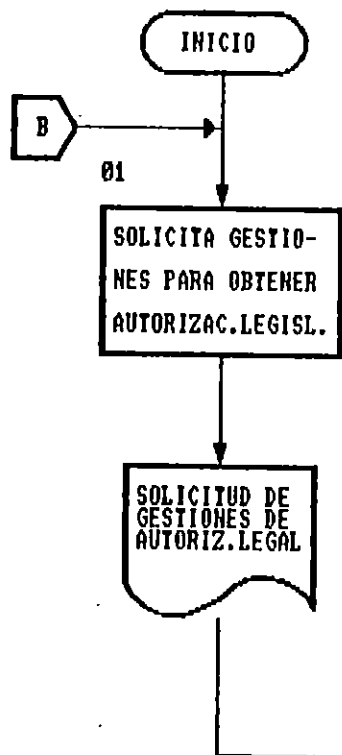 INICIO
B
01
SOLICITA GESTIO-
NES PARA OBTENER
AUTORIZAC.LEGISL.
SOLICITUD DE
GESTIONES DE
AUTORIZ.LEGAL